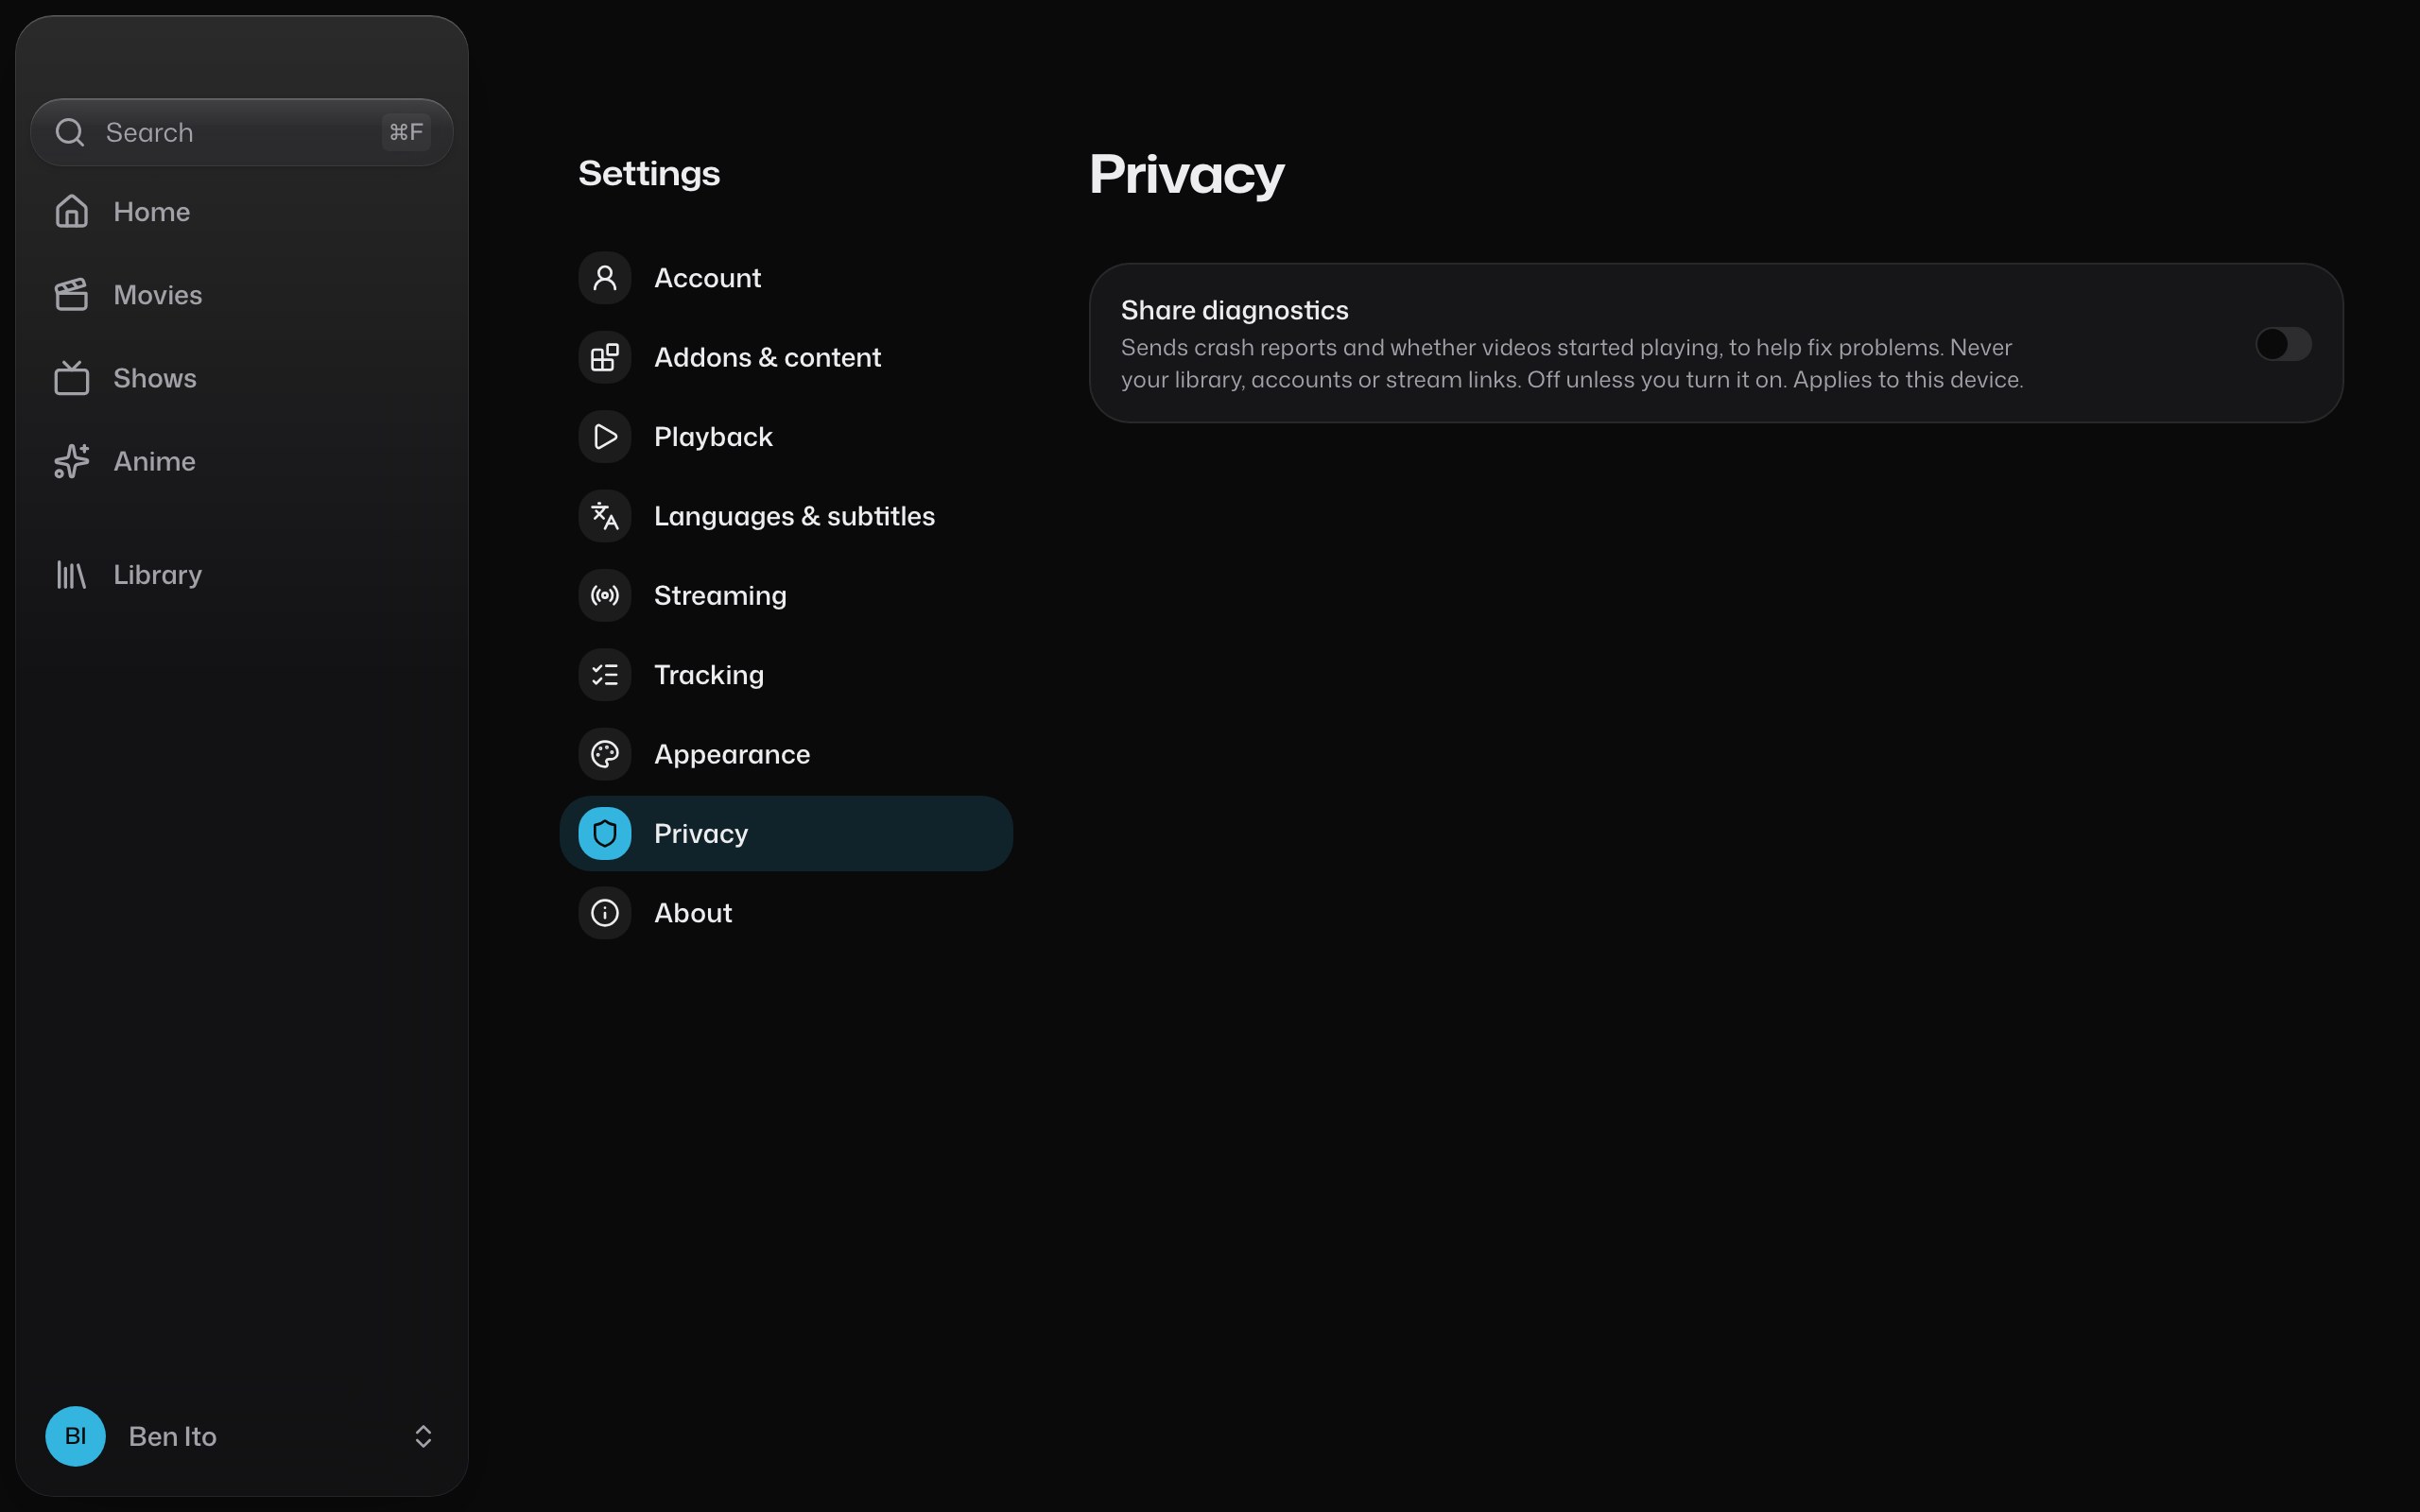 Search ⌘F
Home
Movies
Shows
Anime
Library
Ben Ito
BI
Settings
Account
Addons & content
Playback
Languages & subtitles
Streaming
Tracking
Appearance
Privacy
About
Privacy
Share diagnostics
Sends crash reports and whether videos started playing, to help fix problems. Never
your library, accounts or stream links. Off unless you turn it on. Applies to this device.